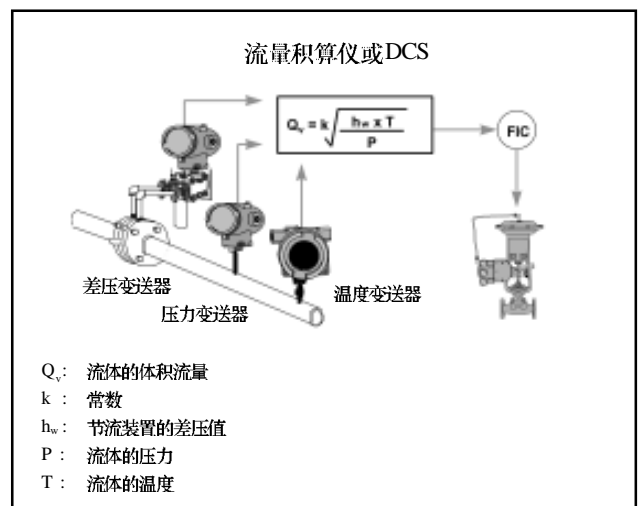 流量积算仪或DCS
Qv = k √ hw x T
P
FIC
差压变送器
压力变送器
温度变送器
Qv： 流体的体积流量
k ： 常数
hw： 节流装置的差压值
P ： 流体的压力
T ： 流体的温度